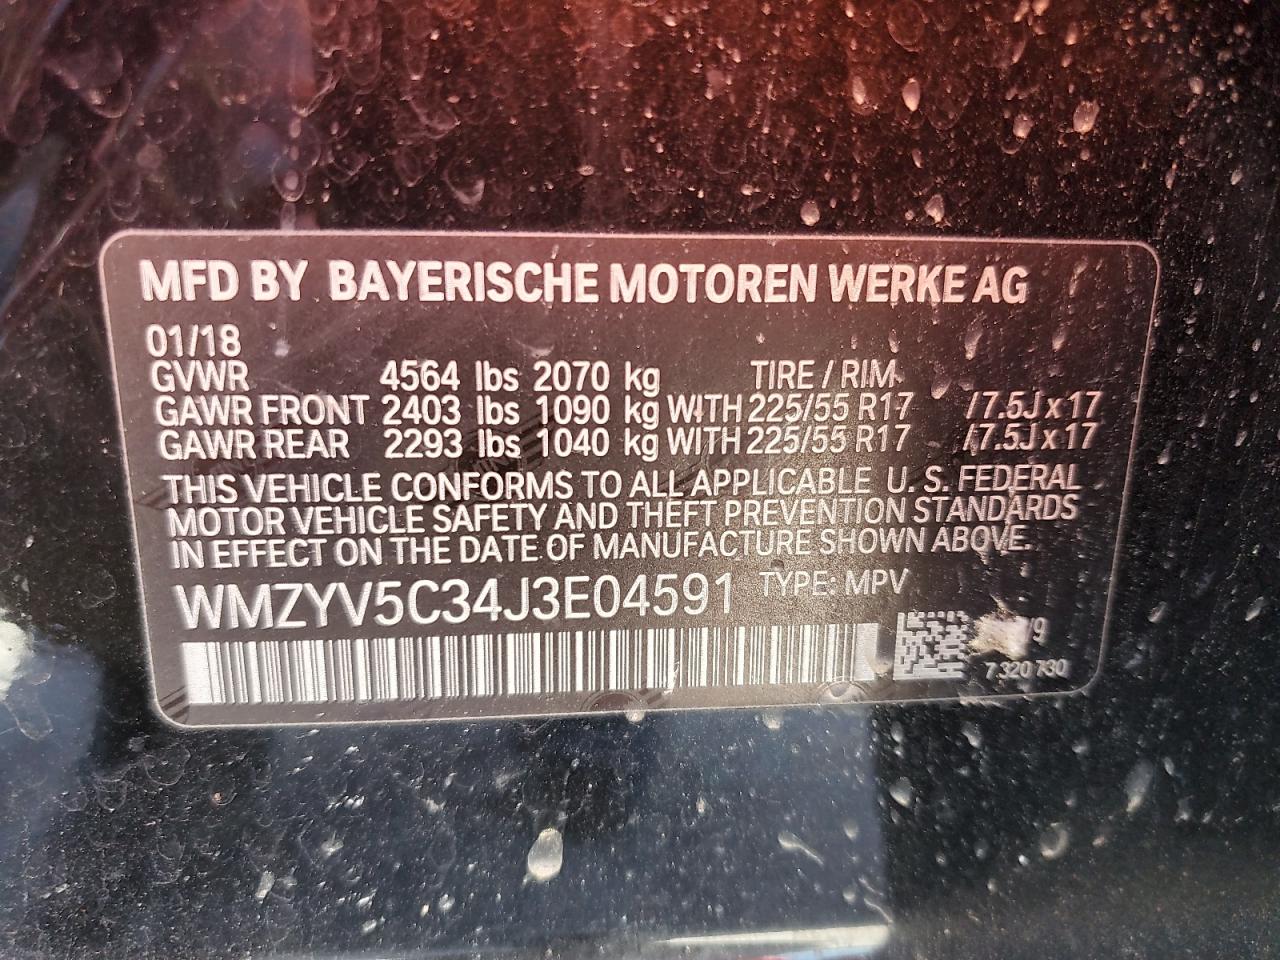 MFD BY BAYERISCHE MOTOREN WERKE AG
01/18
GVWR 4564 lbs 2070 kg TIRE / RIM
GAWR FRONT 2403 lbs 1090 kg WITH 225/55 R17 /7.5J x 17
GAWR REAR 2293 lbs 1040 kg WITH 225/55 R17 /7.5J x 17
THIS VEHICLE CONFORMS TO ALL APPLICABLE U. S. FEDERAL
MOTOR VEHICLE SAFETY AND THEFT PREVENTION STANDARDS
IN EFFECT ON THE DATE OF MANUFACTURE SHOWN ABOVE.
WMZYV5C34J3E04591 TYPE: MPV
7 320 730